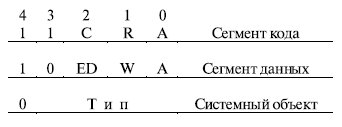 4 3 2 1 0
1 1 C R A Сегмент кода
1 0 ED W A Сегмент данных
0 Т и п Системный объект